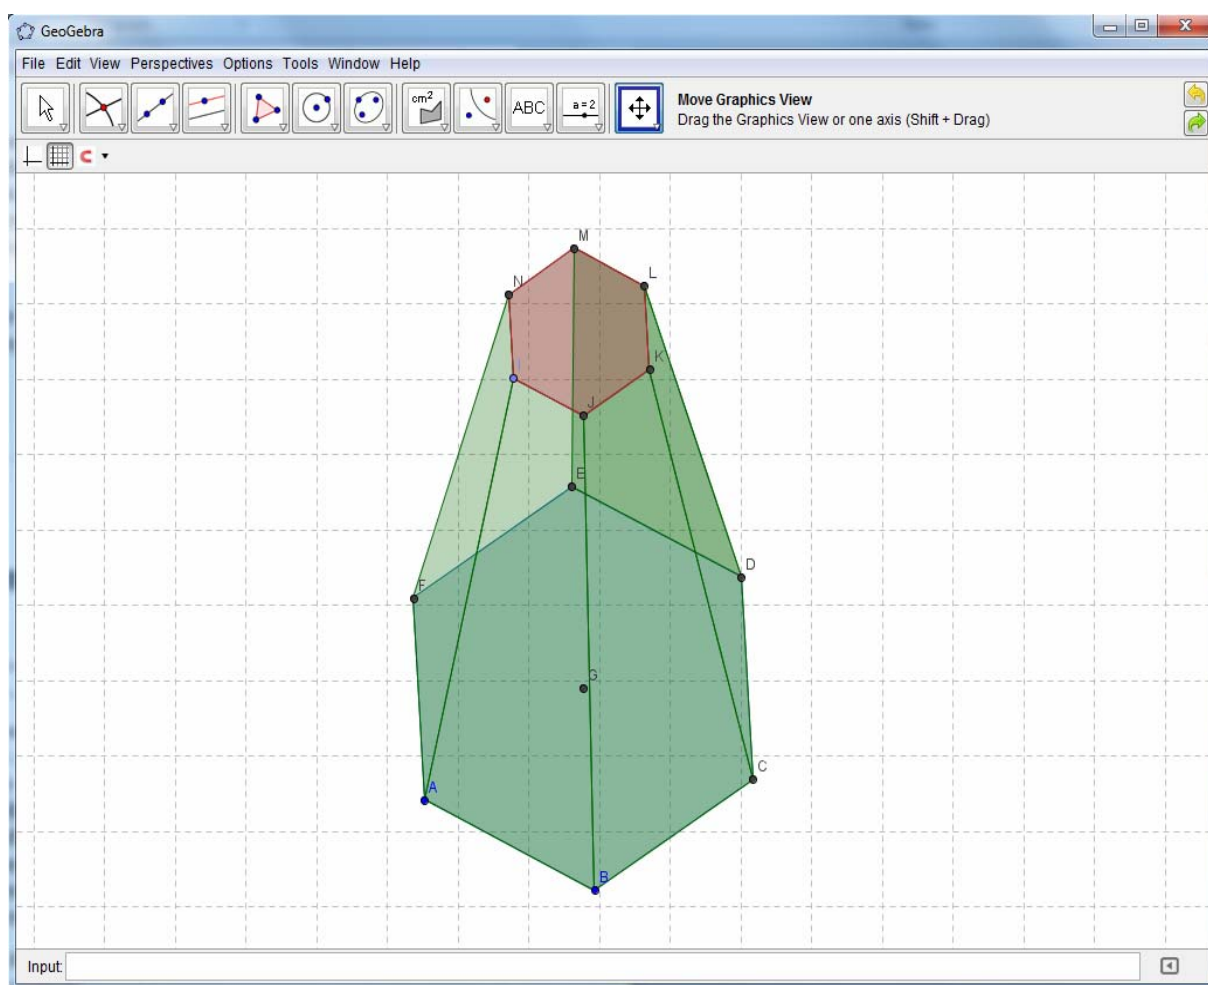 GeoGebra
File Edit View Perspectives Options Tools Window Help
cm²
ABC
a = 2
Move Graphics View
Drag the Graphics View or one axis (Shift + Drag)
M
N
L
I
K
J
E
D
F
G
C
A
B
Input: